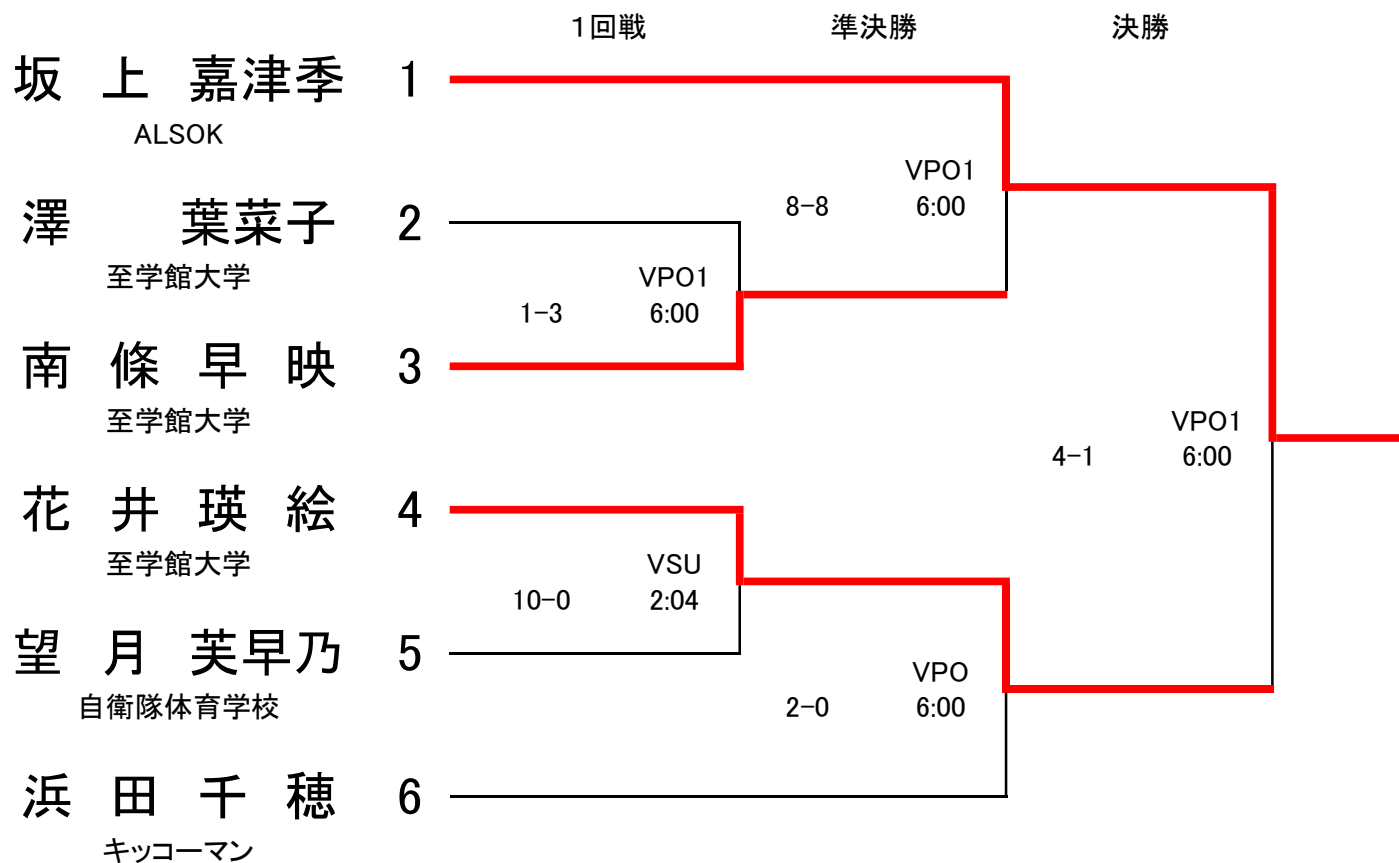 1回戦 準決勝 決勝
坂 上 嘉津季 1
ALSOK
VPO1
8-8 6:00
澤 葉菜子 2
至学館大学
VPO1
1-3 6:00
南 條 早 映 3
至学館大学
VPO1
4-1 6:00
花 井 瑛 絵 4
至学館大学
VSU
10-0 2:04
望 月 芙早乃 5
自衛隊体育学校
VPO
2-0 6:00
浜 田 千 穂 6
キッコーマン